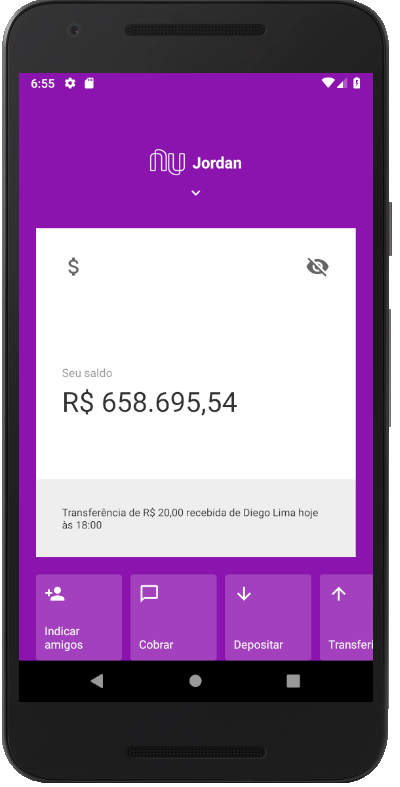 6:55
nu Jordan
$
Seu saldo
R$ 658.695,54
Transferência de R$ 20,00 recebida de Diego Lima hoje
às 18:00
Indicar
amigos
Cobrar
Depositar
Transferi